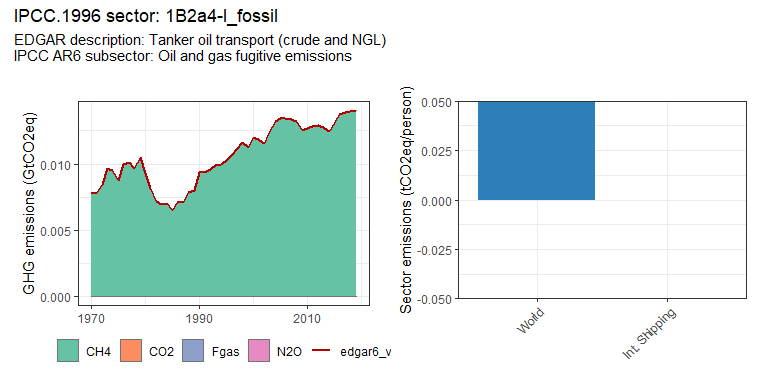 IPCC.1996 sector: 1B2a4-l_fossil
EDGAR description: Tanker oil transport (crude and NGL)
IPCC AR6 subsector: Oil and gas fugitive emissions
GHG emissions (GtCO2eq)
0.010
0.005
0.000
1970
1990
2010
CH4
CO2
Fgas
N2O
edgar6_v
Sector emissions (tCO2eq/person)
0.050
0.025
0.000
-0.025
-0.050
World
Int. Shipping